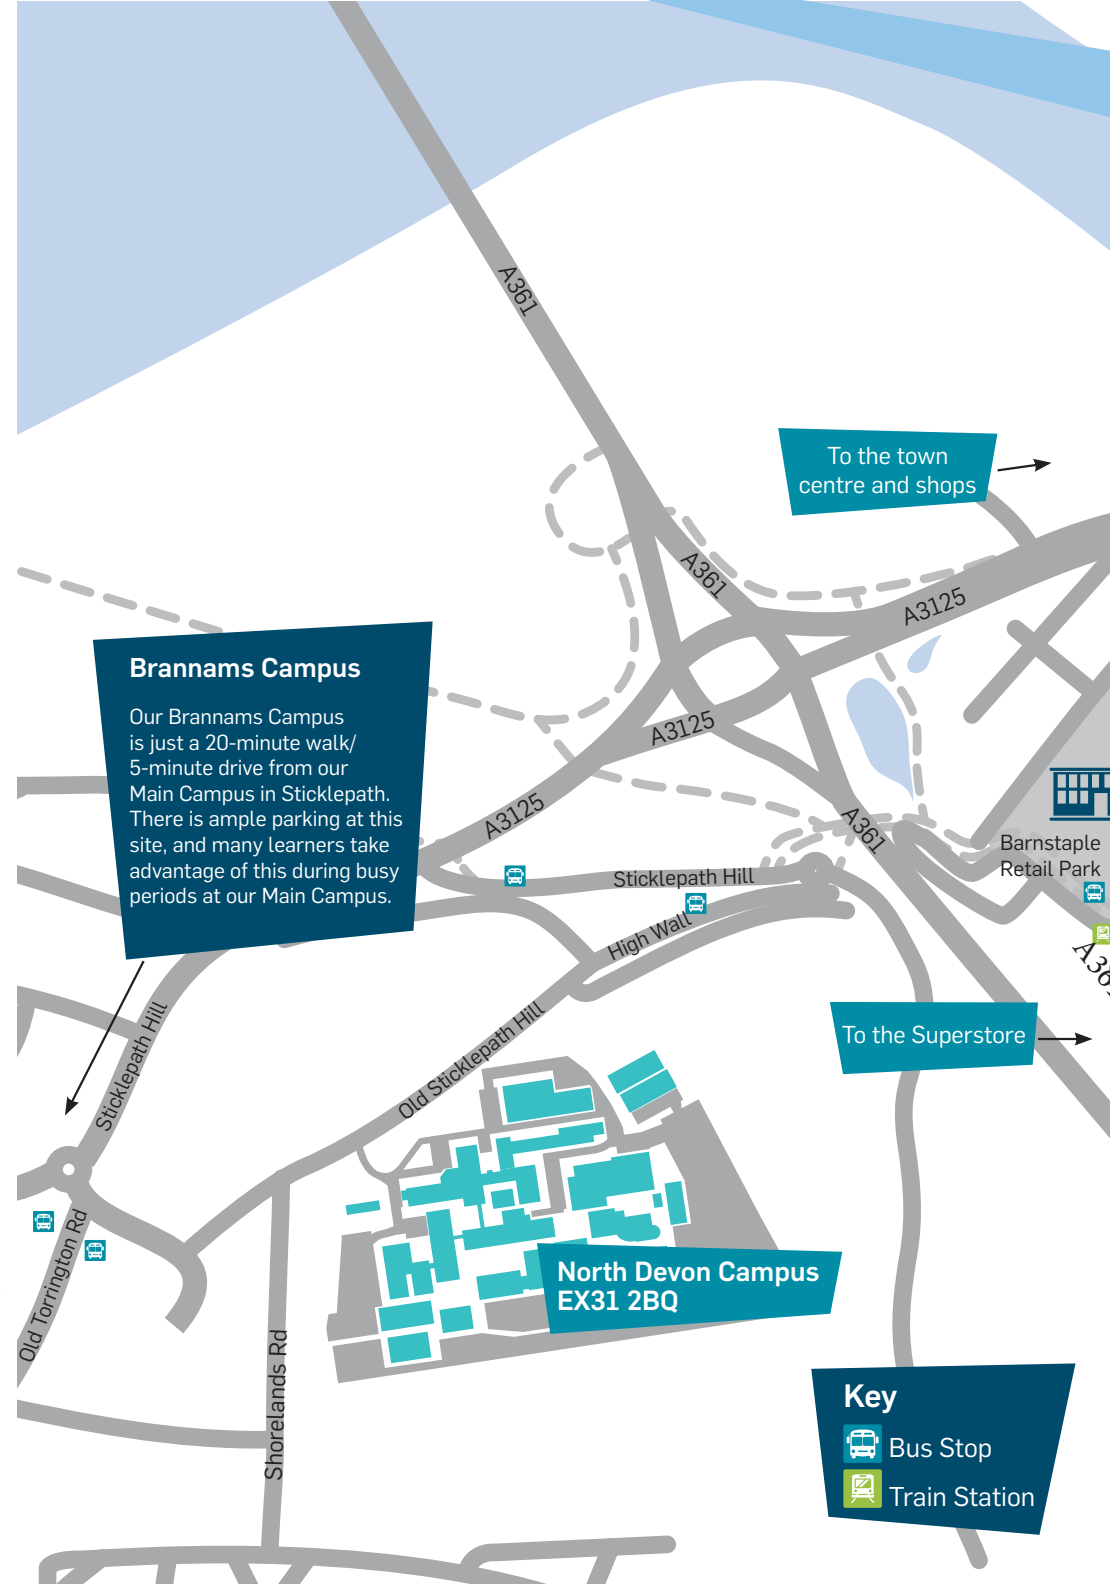 A361
To the town
centre and shops
A361
A3125
Brannams Campus
Our Brannams Campus
is just a 20-minute walk/
5-minute drive from our
Main Campus in Sticklepath.
There is ample parking at this
site, and many learners take
advantage of this during busy
periods at our Main Campus.
A3125
A3125
A361
Barnstaple
Retail Park
Sticklepath Hill
High Wall
A361
Sticklepath Hill
Old Sticklepath Hill
To the Superstore
Old Torrington Rd
North Devon Campus
EX31 2BQ
Shorelands Rd
Key
Bus Stop
Train Station